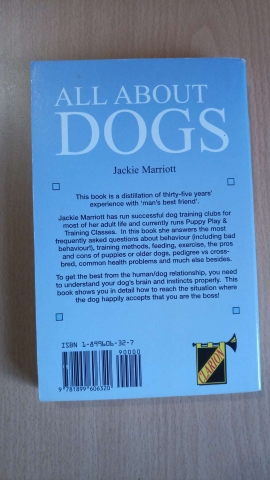 ALL ABOUT
DOGS
Jackie Marriott
This book is a distillation of thirty-five years'
experience with 'man's best friend'.
Jackie Marriott has run successful dog training clubs for
most of her adult life and currently runs Puppy Play &
Training Classes. In this book she answers the most
frequently asked questions about behaviour (including bad
behaviour!), training methods, feeding, exercise, the pros
and cons of puppies or older dogs, pedigree vs cross-
bred, common health problems and much else besides.
To get the best from the human/dog relationship, you need
to understand your dog's brain and instincts properly. This
book shows you in detail how to reach the situation where
the dog happily accepts that you are the boss!
ISBN 1-899606-32-7
90000
9 781899 606320
CLARION